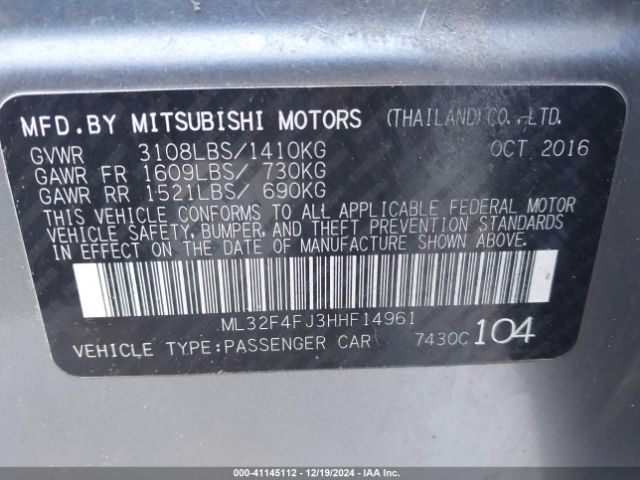 MFD.BY MITSUBISHI MOTORS (THAILAND)CO.,LTD.
GVWR 3108LBS/1410KG OCT 2016
GAWR FR 1609LBS/ 730KG
GAWR RR 1521LBS/ 690KG
THIS VEHICLE CONFORMS TO ALL APPLICABLE FEDERAL MOTOR
VEHICLE SAFETY, BUMPER, AND THEFT PREVENTION STANDARDS
IN EFFECT ON THE DATE OF MANUFACTURE SHOWN ABOVE.
ML32F4FJ3HHF14961
VEHICLE TYPE:PASSENGER CAR 7430C 104
000-41145112 - 12/19/2024 - IAAI.COM